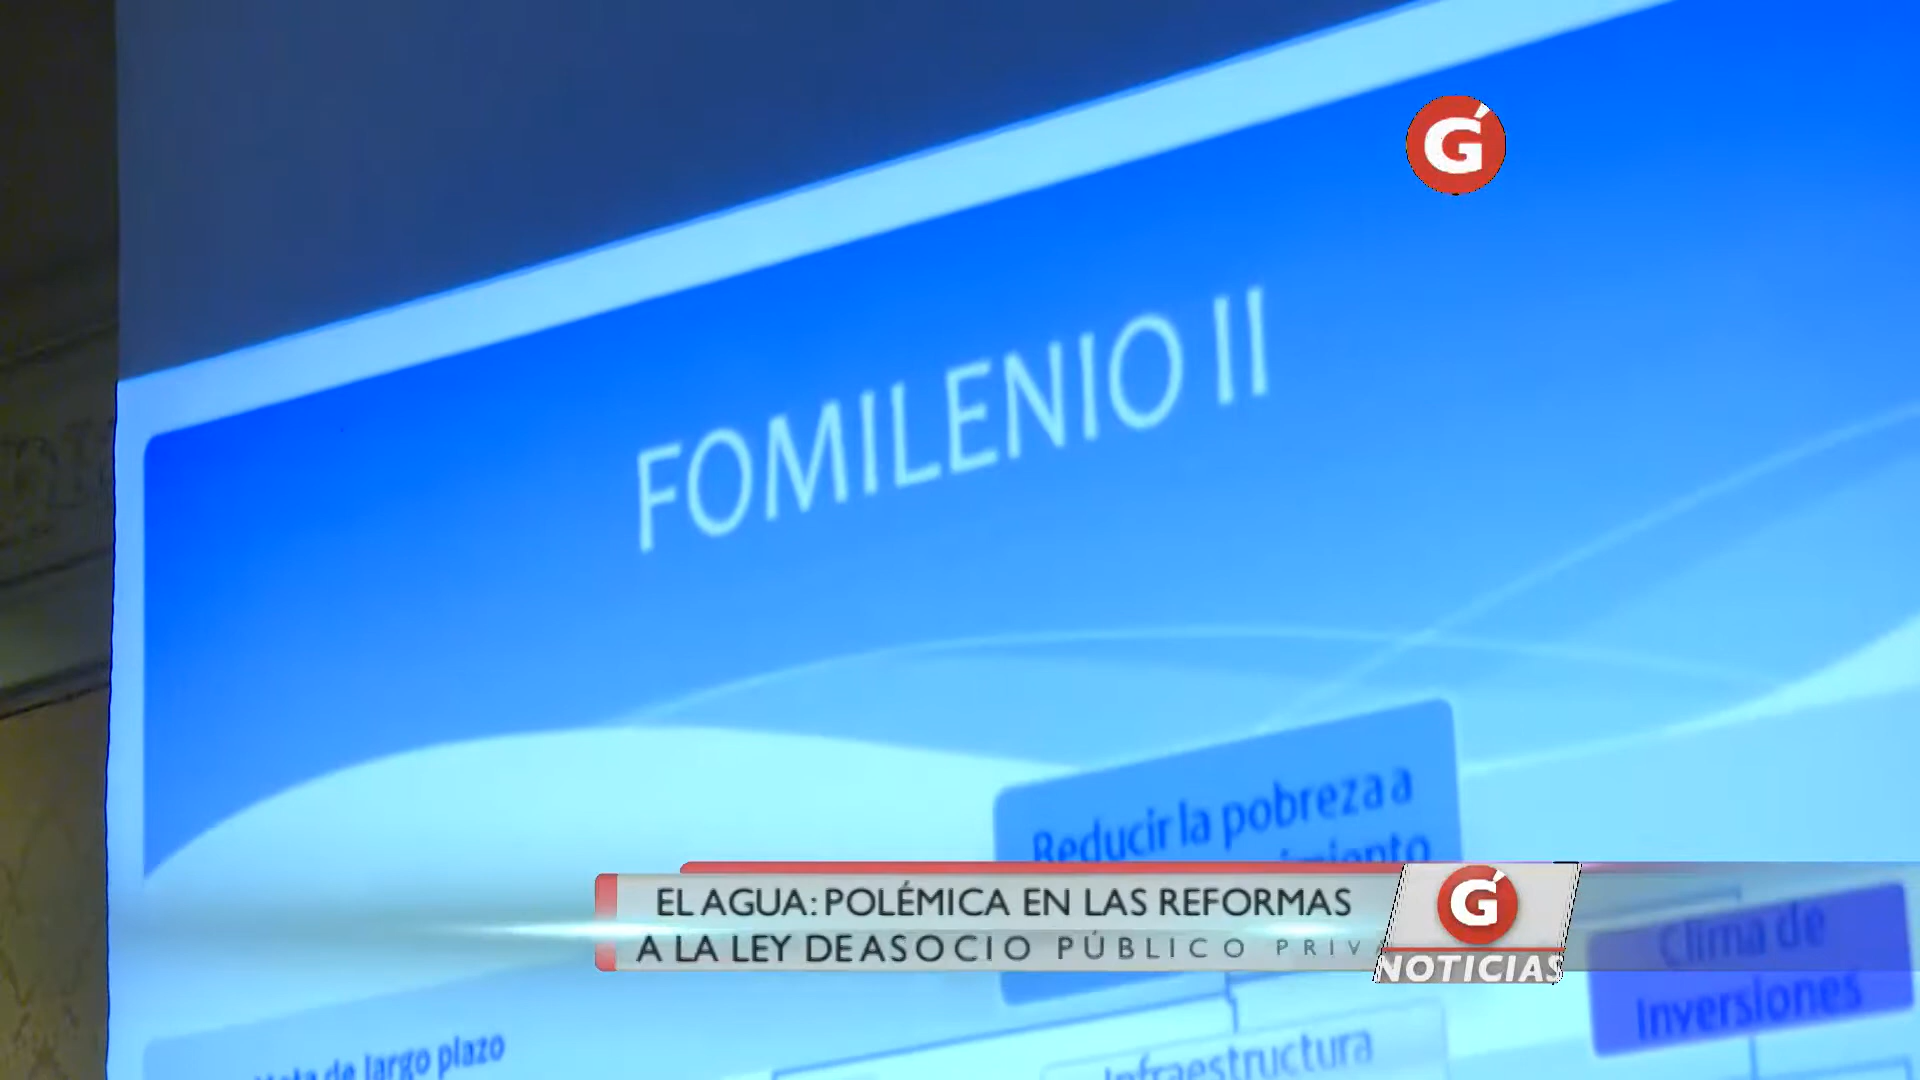 G
FOMILENIO II
Reducir la pobreza a
EL AGUA: POLÉMICA EN LAS REFORMAS
A LA LEY DE ASOCIO PÚBLICO PRIV
G
NOTICIAS
Clima de
Inversiones
de largo plazo
Infraestructura